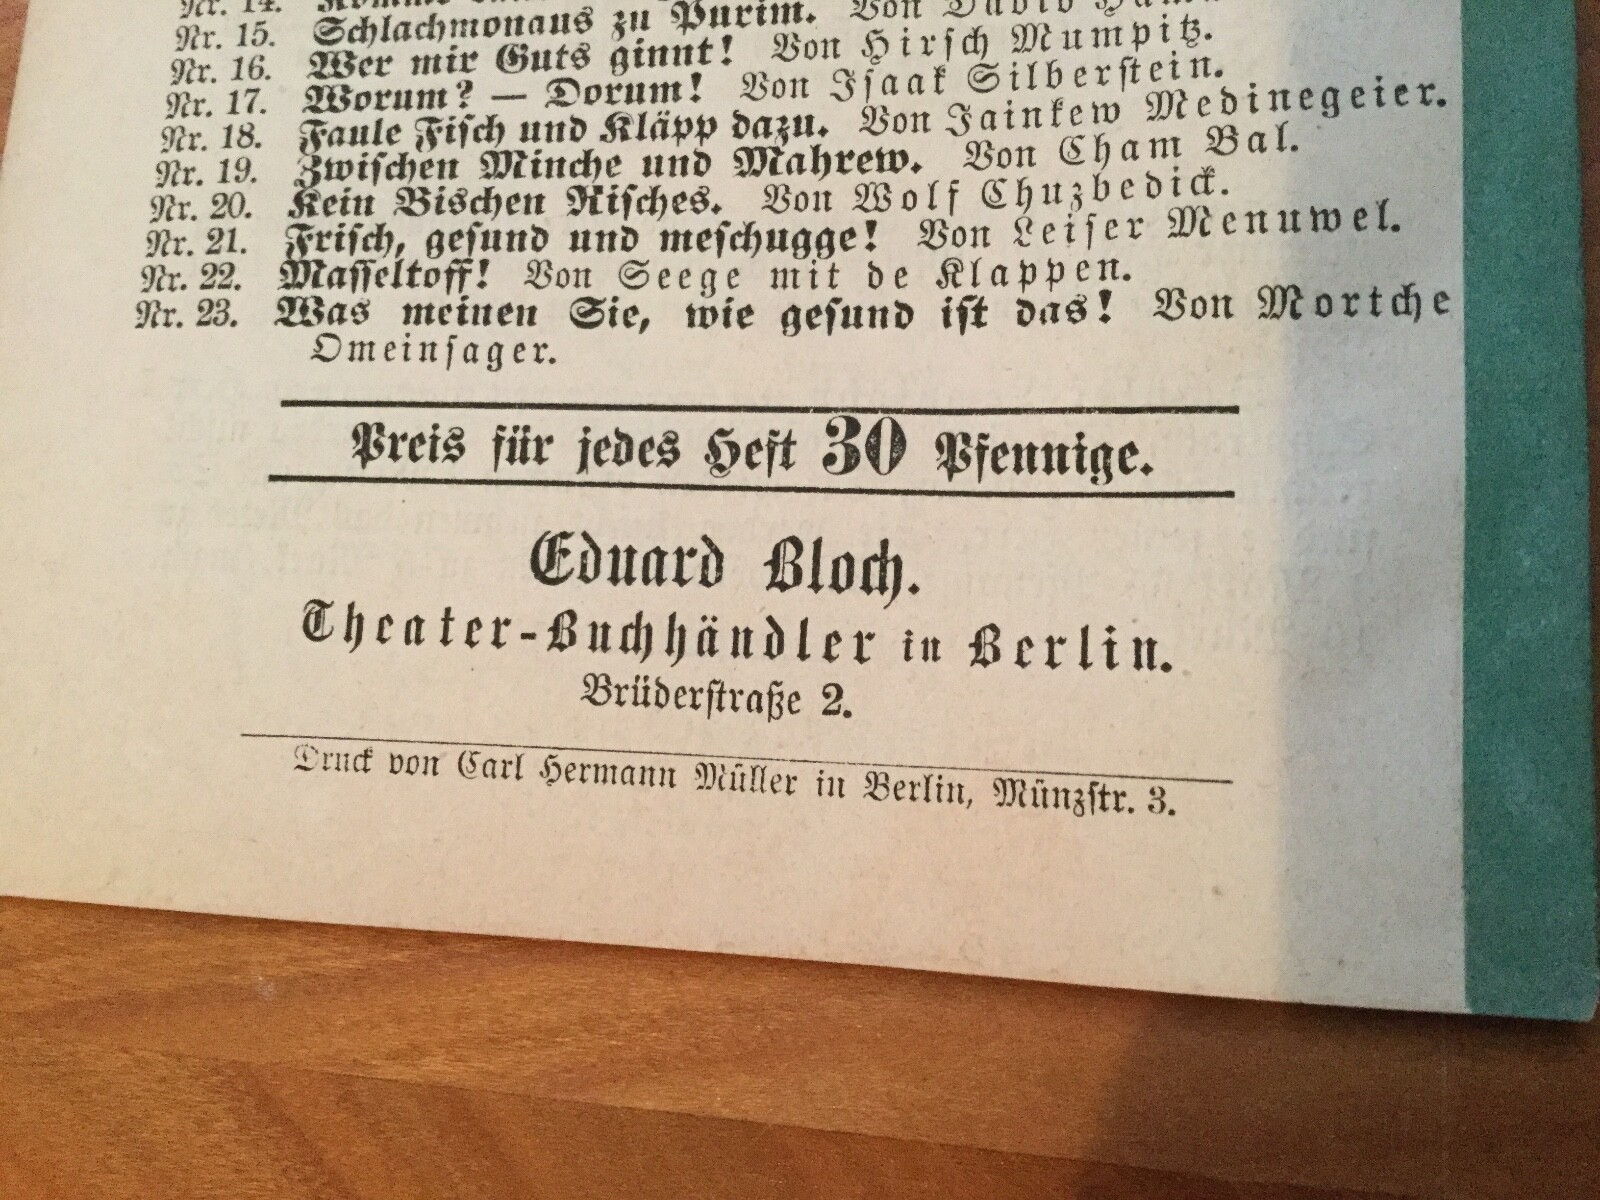 Nr. 14. Komme
Nr. 15. Schlachmonaus zu Purim. Von David
Nr. 16. Wer mir Guts ginnt! Von Hirsch Mumpitz.
Nr. 17. Worum? — Dorum! Von Isaak Silberstein.
Nr. 18. Faule Fisch und Kläpp dazu. Von Jainkew Medinegeier.
Nr. 19. Zwischen Minche und Mahrew. Von Cham Bal.
Nr. 20. Kein Bischen Risches. Von Wolf Chuzbedick.
Nr. 21. Frisch, gesund und meschugge! Von Leiser Menuwel.
Nr. 22. Masseltoff! Von Seege mit de Klappen.
Nr. 23. Was meinen Sie, wie gesund ist das! Von Mortche
Omeinsager.
Preis für jedes Heft 30 Pfennige.
Eduard Bloch.
Theater-Buchhändler in Berlin.
Brüderstraße 2.
Druck von Carl Hermann Müller in Berlin, Münzstr. 3.